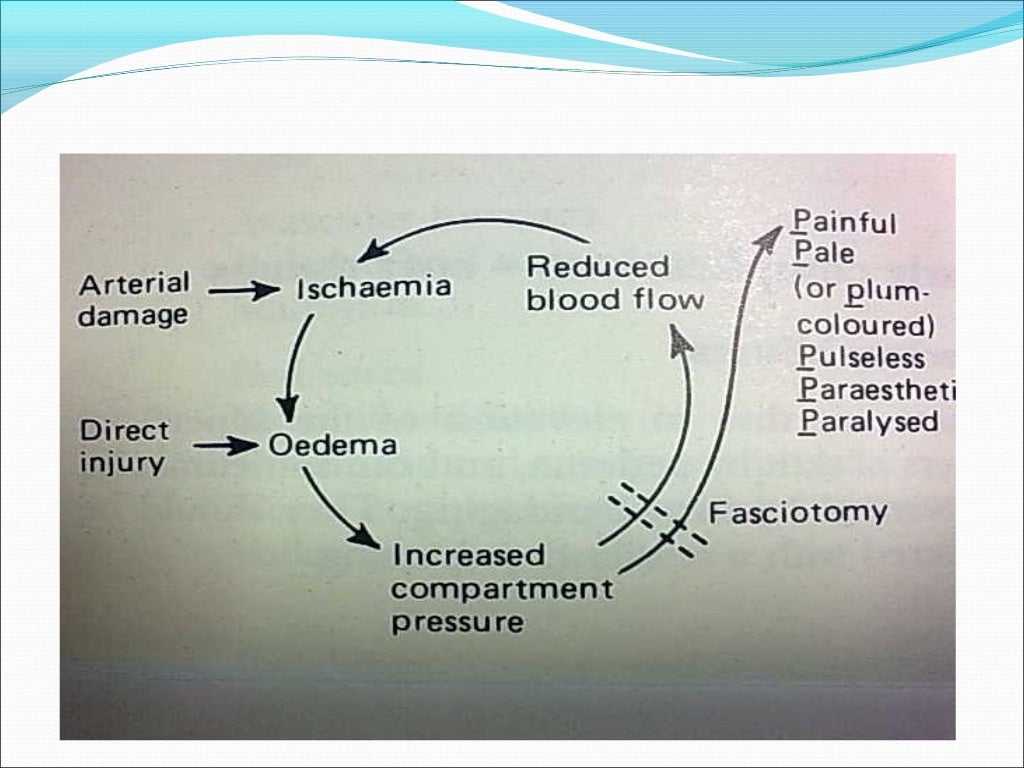 Arterial
damage
Ischaemia
Reduced
blood flow
Painful
Pale
(or plum-
coloured)
Pulseless
Paraestheti
Paralysed
Direct
injury
Oedema
Fasciotomy
Increased
compartment
pressure